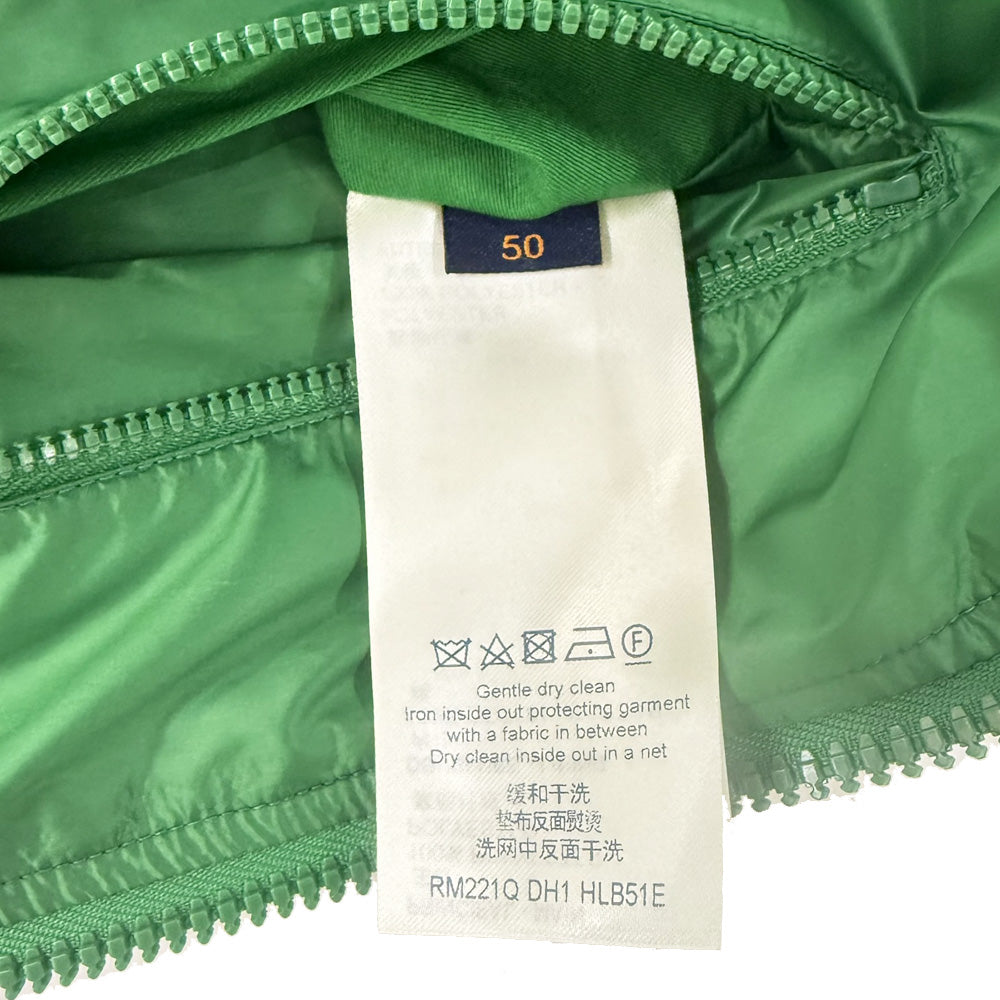 50
F
Gentle dry clean
Iron inside out protecting garment
with a fabric in between
Dry clean inside out in a net
缓和干洗
垫布反面熨烫
洗网中反面干洗
RM221Q DH1 HLB51E